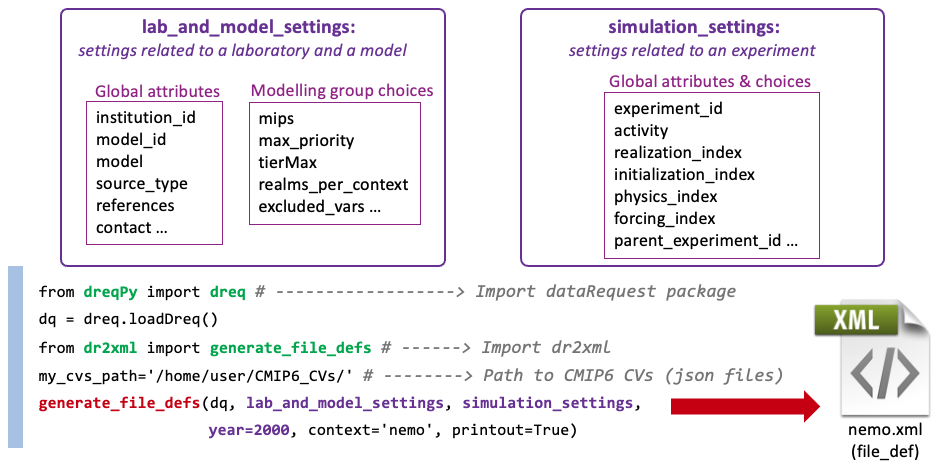 lab_and_model_settings:
settings related to a laboratory and a model
Global attributes
institution_id
model_id
model
source_type
references
contact ...
Modelling group choices
mips
max_priority
tierMax
realms_per_context
excluded_vars ...
simulation_settings:
settings related to an experiment
Global attributes & choices
experiment_id
activity
realization_index
initialization_index
physics_index
forcing_index
parent_experiment_id ...
from dreqPy import dreq # ------------------> Import dataRequest package
dq = dreq.loadDreq()
from dr2xml import generate_file_defs # ------> Import dr2xml
my_cvs_path='/home/user/CMIP6_CVs/' # --------> Path to CMIP6 CVs (json files)
generate_file_defs(dq, lab_and_model_settings, simulation_settings,
year=2000, context='nemo', printout=True)
XML
</>
nemo.xml
(file_def)